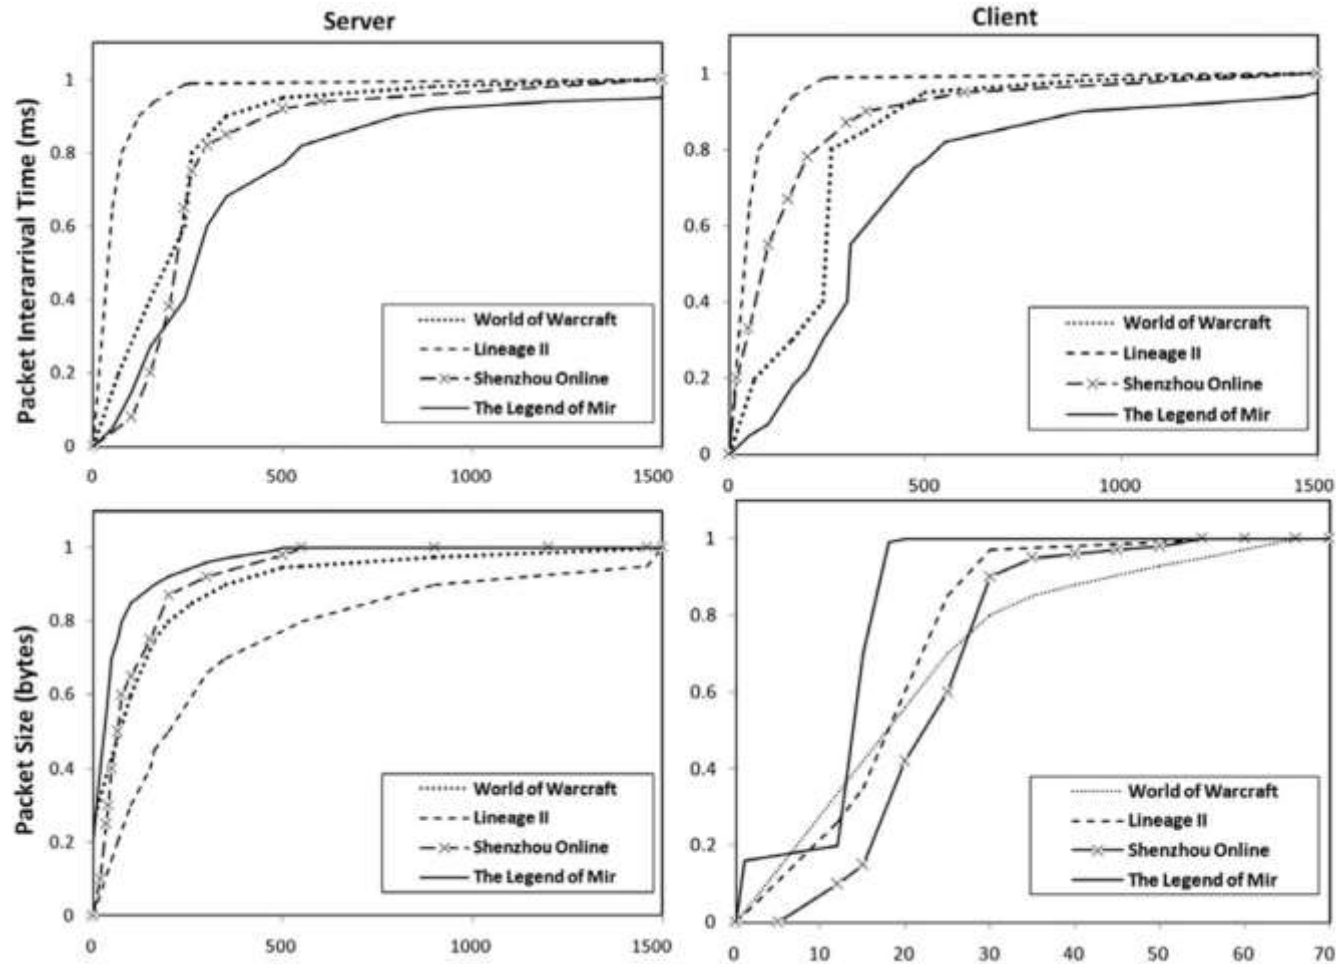 Server
Client
Packet Interarrival Time (ms)
1
0.8
0.6
0.4
0.2
0
World of Warcraft
Lineage II
Shenzhou Online
The Legend of Mir
0 500 1000 1500
1
0.8
0.6
0.4
0.2
0
World of Warcraft
Lineage II
Shenzhou Online
The Legend of Mir
0 500 1000 1500
Packet Size (bytes)
1
0.8
0.6
0.4
0.2
0
World of Warcraft
Lineage II
Shenzhou Online
The Legend of Mir
0 500 1000 1500
1
0.8
0.6
0.4
0.2
0
World of Warcraft
Lineage II
Shenzhou Online
The Legend of Mir
0 10 20 30 40 50 60 70